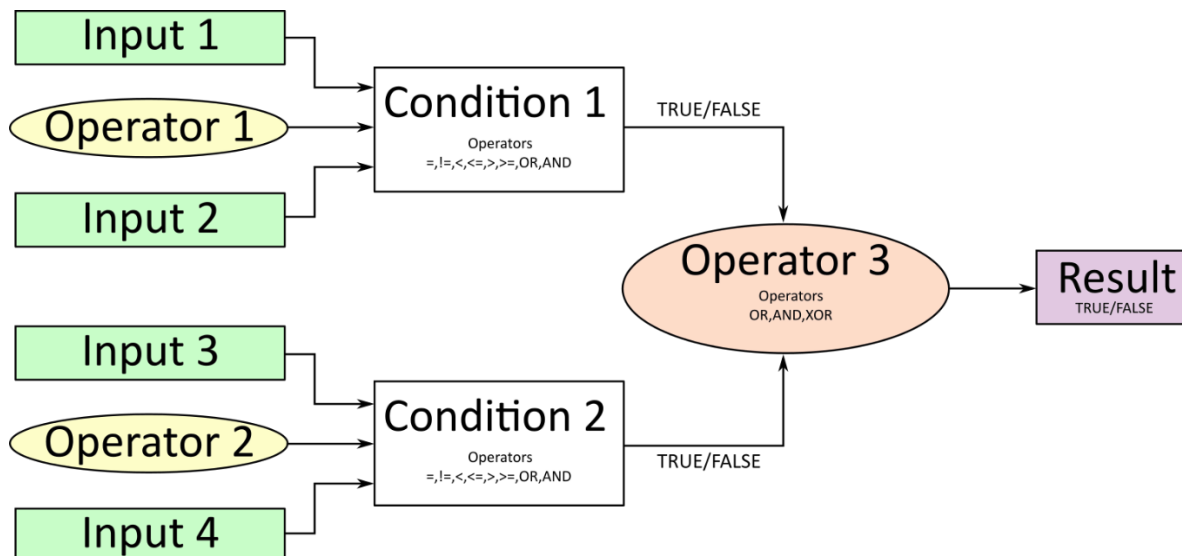 Input 1
Operator 1
Input 2
Condition 1
Operators
=,!=,<,<=,>,>=,OR,AND
TRUE/FALSE
Operator 3
Operators
OR,AND,XOR
Result
TRUE/FALSE
Input 3
Operator 2
Input 4
Condition 2
Operators
=,!=,<,<=,>,>=,OR,AND
TRUE/FALSE